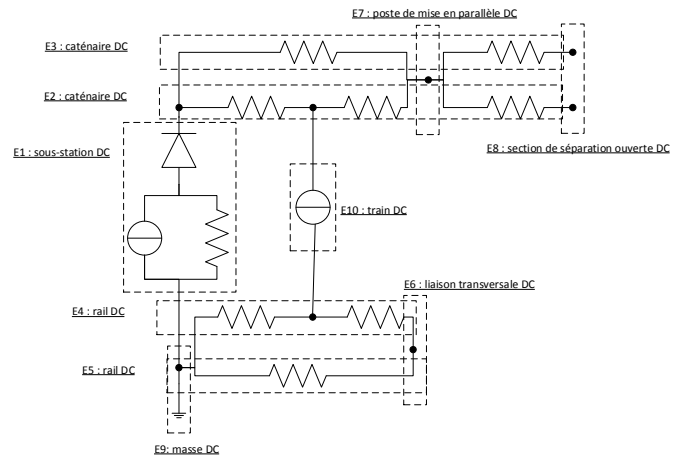 E7 : poste de mise en parallèle DC
E3 : caténaire DC
E2 : caténaire DC
E8 : section de séparation ouverte DC
E1 : sous-station DC
E10 : train DC
E6 : liaison transversale DC
E4 : rail DC
E5 : rail DC
E9: masse DC